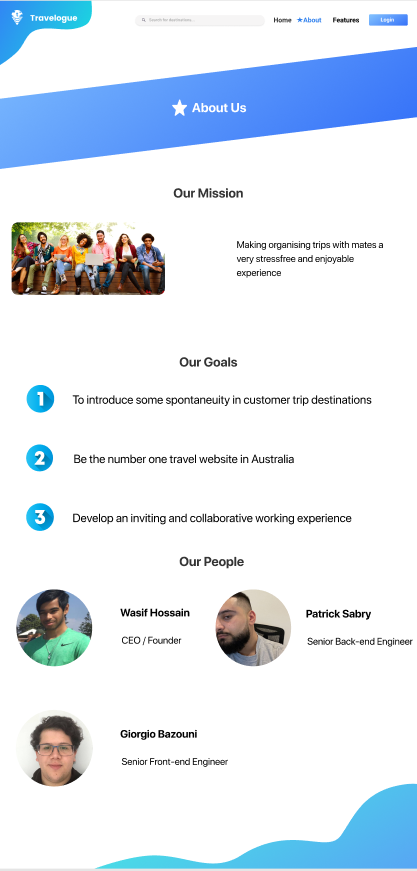 Travelogue
Search for destinations...
Home
About
Features
Login
About Us
Our Mission
Making organising trips with mates a
very stressfree and enjoyable
experience
Our Goals
1
To introduce some spontaneity in customer trip destinations
2
Be the number one travel website in Australia
3
Develop an inviting and collaborative working experience
Our People
Wasif Hossain
CEO / Founder
Patrick Sabry
Senior Back-end Engineer
Giorgio Bazouni
Senior Front-end Engineer